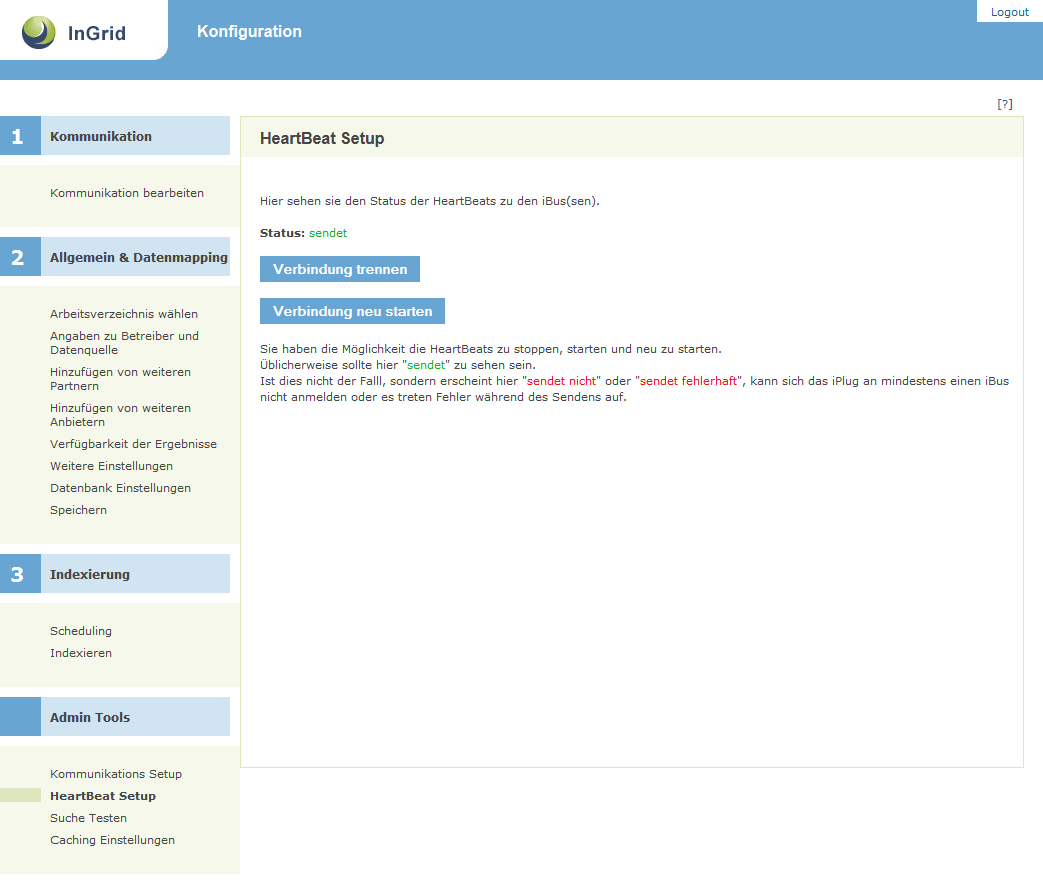 InGrid
Konfiguration
Logout
[?]
1 Kommunikation
Kommunikation bearbeiten
2 Allgemein & Datenmapping
Arbeitsverzeichnis wählen
Angaben zu Betreiber und
Datenquelle
Hinzufügen von weiteren
Partnern
Hinzufügen von weiteren
Anbietern
Verfügbarkeit der Ergebnisse
Weitere Einstellungen
Datenbank Einstellungen
Speichern
3 Indexierung
Scheduling
Indexieren
Admin Tools
Kommunikations Setup
HeartBeat Setup
Suche Testen
Caching Einstellungen
HeartBeat Setup
Hier sehen sie den Status der HeartBeats zu den iBus(sen).
Status: sendet
Verbindung trennen
Verbindung neu starten
Sie haben die Möglichkeit die HeartBeats zu stoppen, starten und neu zu starten.
Üblicherweise sollte hier "sendet" zu sehen sein.
Ist dies nicht der Falll, sondern erscheint hier "sendet nicht" oder "sendet fehlerhaft", kann sich das iPlug an mindestens einen iBus
nicht anmelden oder es treten Fehler während des Sendens auf.